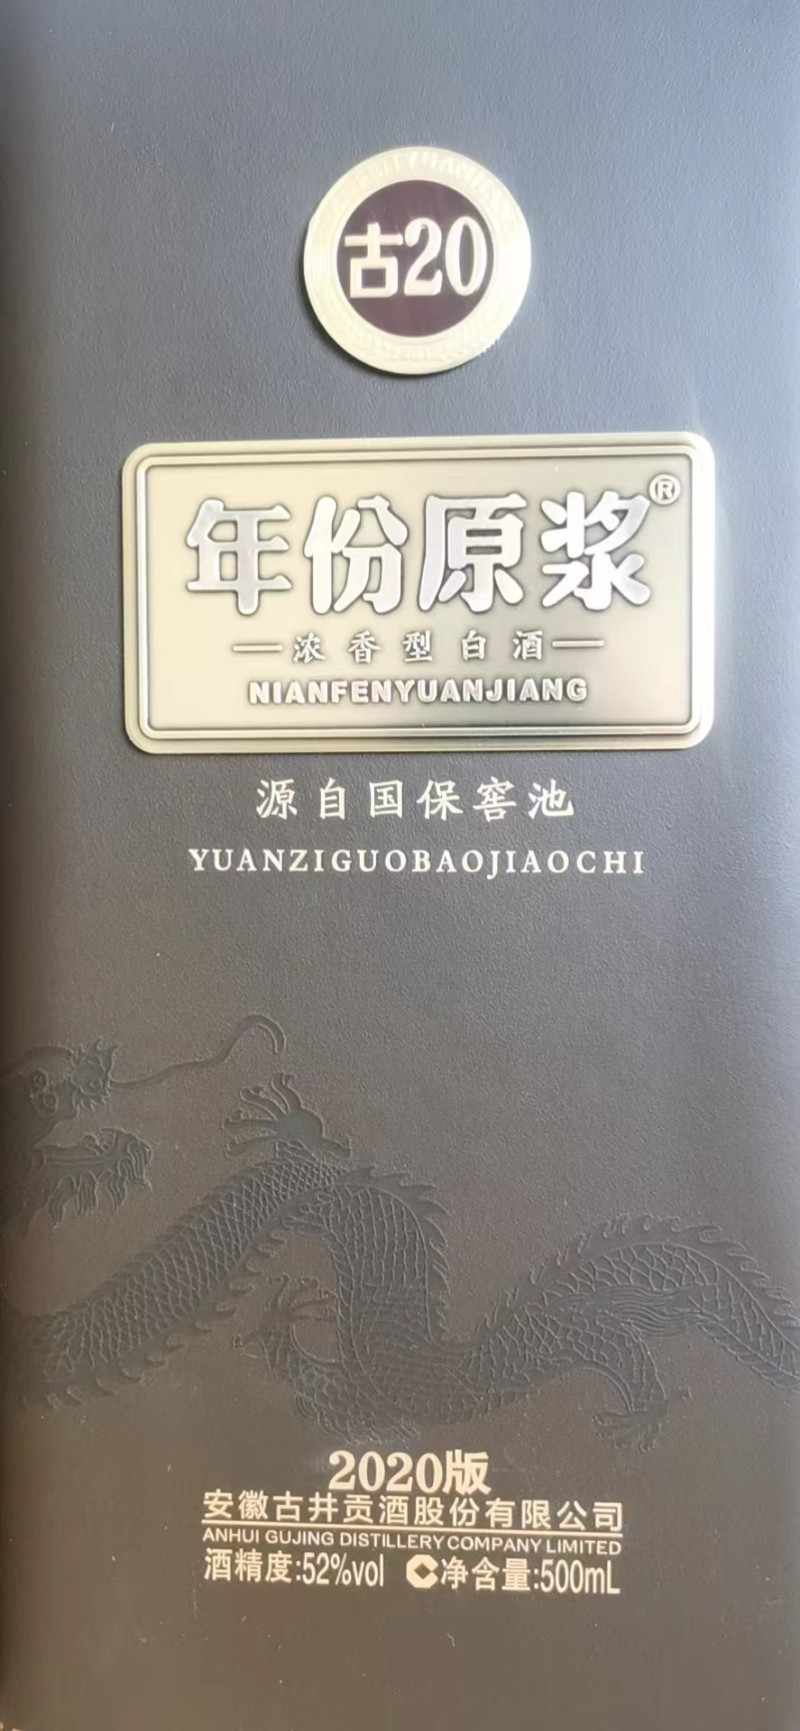 古20
年份原浆®
浓香型白酒
NIANFENYUANJIANG
源自国保窖池
YUANZIGUOBAOJIAOCHI
2020版
安徽古井贡酒股份有限公司
ANHUI GUJING DISTILLERY COMPANY LIMITED
酒精度:52%vol 净含量:500mL